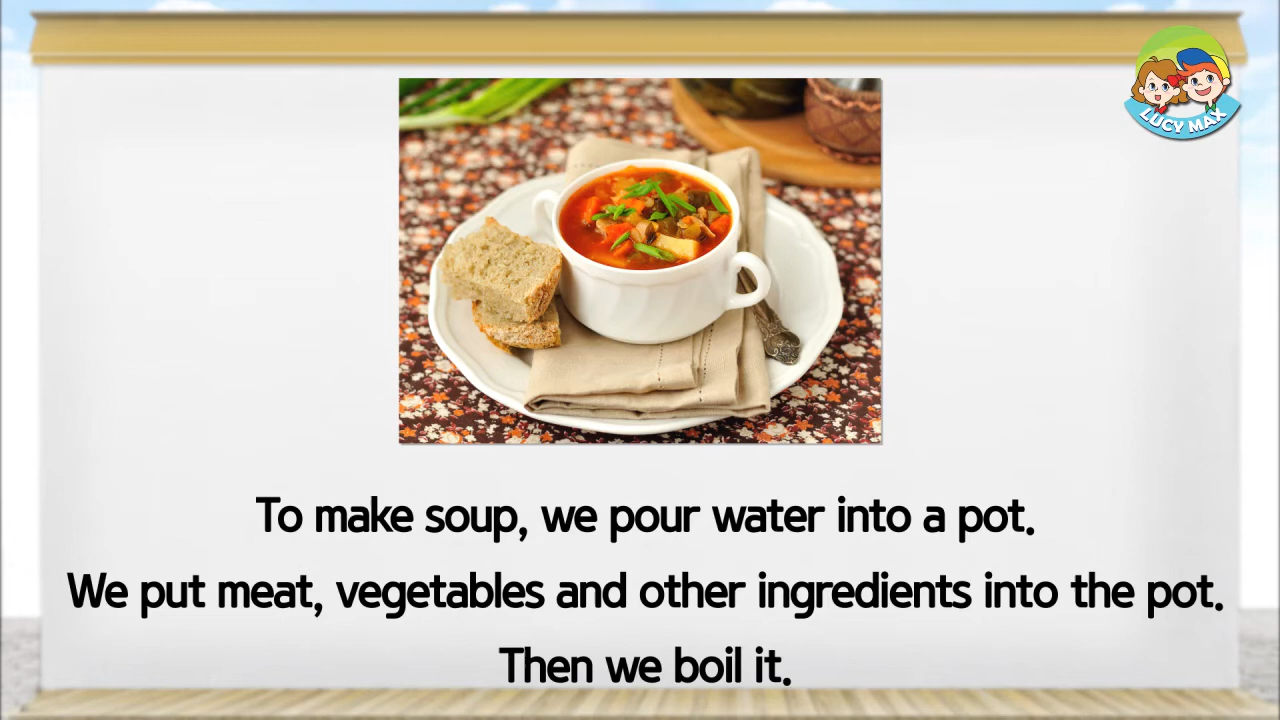 LUCY MAX
To make soup, we pour water into a pot.
We put meat, vegetables and other ingredients into the pot.
Then we boil it.